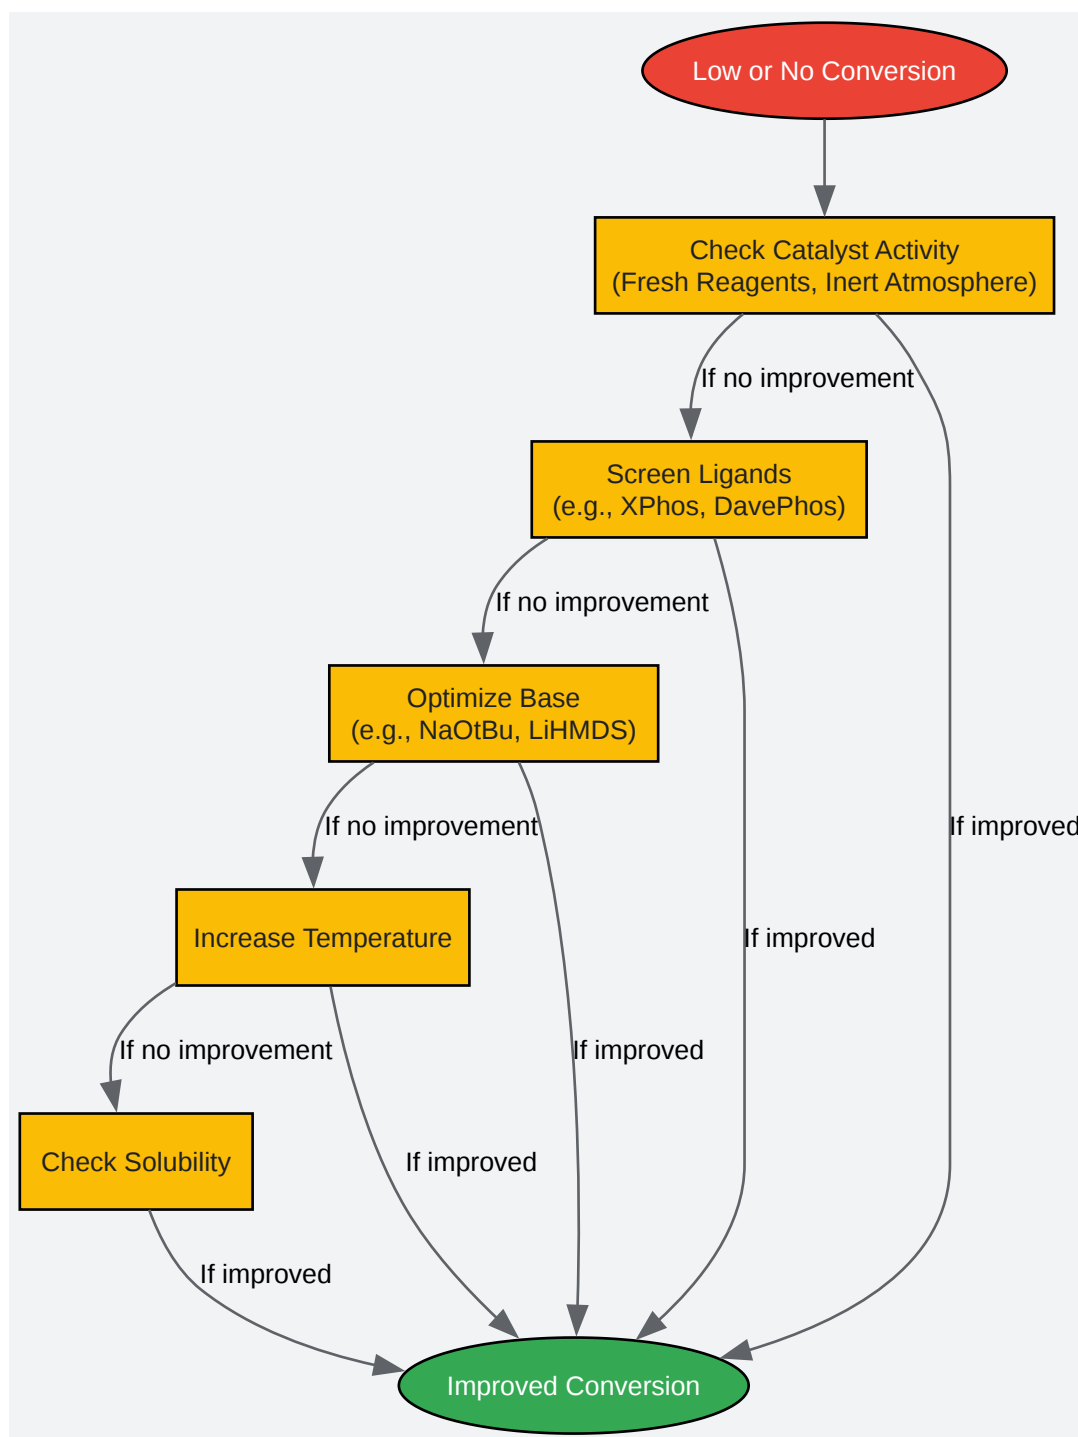 Low or No Conversion
Check Catalyst Activity
(Fresh Reagents, Inert Atmosphere)
If no improvement
Screen Ligands
(e.g., XPhos, DavePhos)
If no improvement
Optimize Base
(e.g., NaOtBu, LiHMDS)
If no improvement
If improved
Increase Temperature
If improved
If no improvement
If improved
Check Solubility
If improved
If improved
Improved Conversion